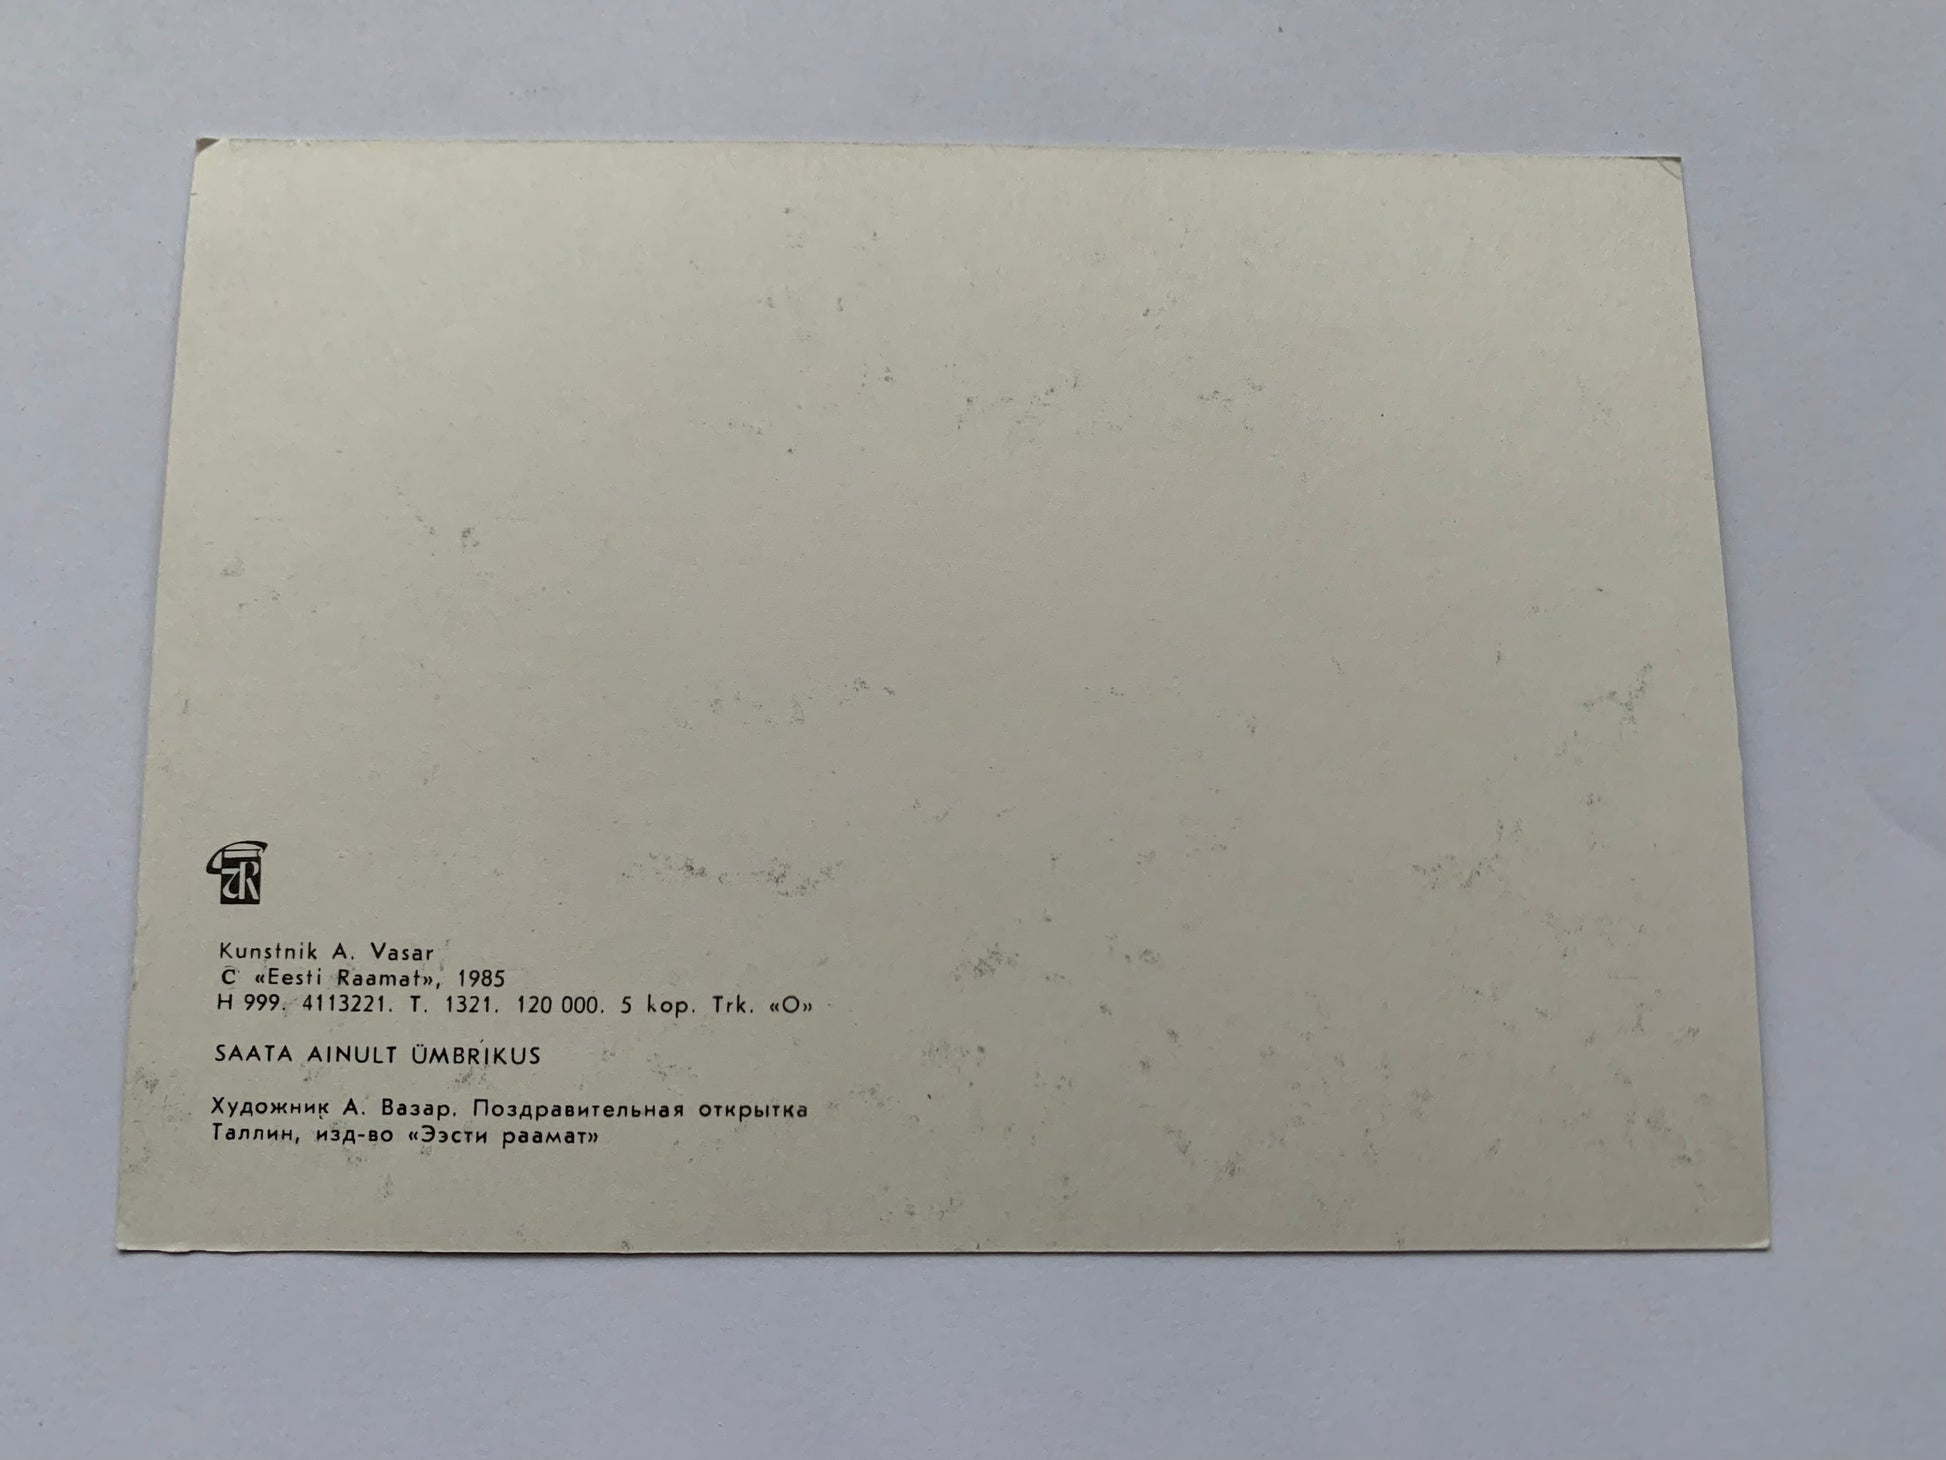 ER
Kunstnik A. Vasar
© «Eesti Raamat», 1985
H 999. 4113221. T. 1321. 120 000. 5 kop. Trk. «O»
SAATA AINULT ÜMBRIKUS
Художник А. Вазар. Поздравительная открытка
Таллин, изд-во «Ээсти раамат»